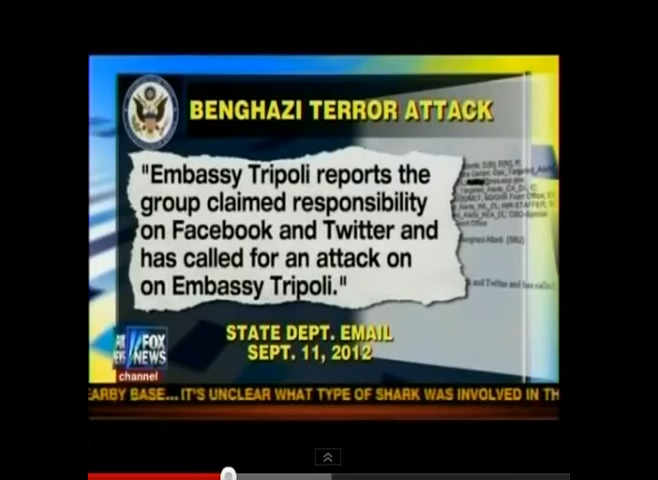 BENGHAZI TERROR ATTACK
"Embassy Tripoli reports the
group claimed responsibility
on Facebook and Twitter and
has called for an attack on
on Embassy Tripoli."
STATE DEPT. EMAIL
SEPT. 11, 2012
FOX
NEWS
channel
EARBY BASE... IT'S UNCLEAR WHAT TYPE OF SHARK WAS INVOLVED IN TH